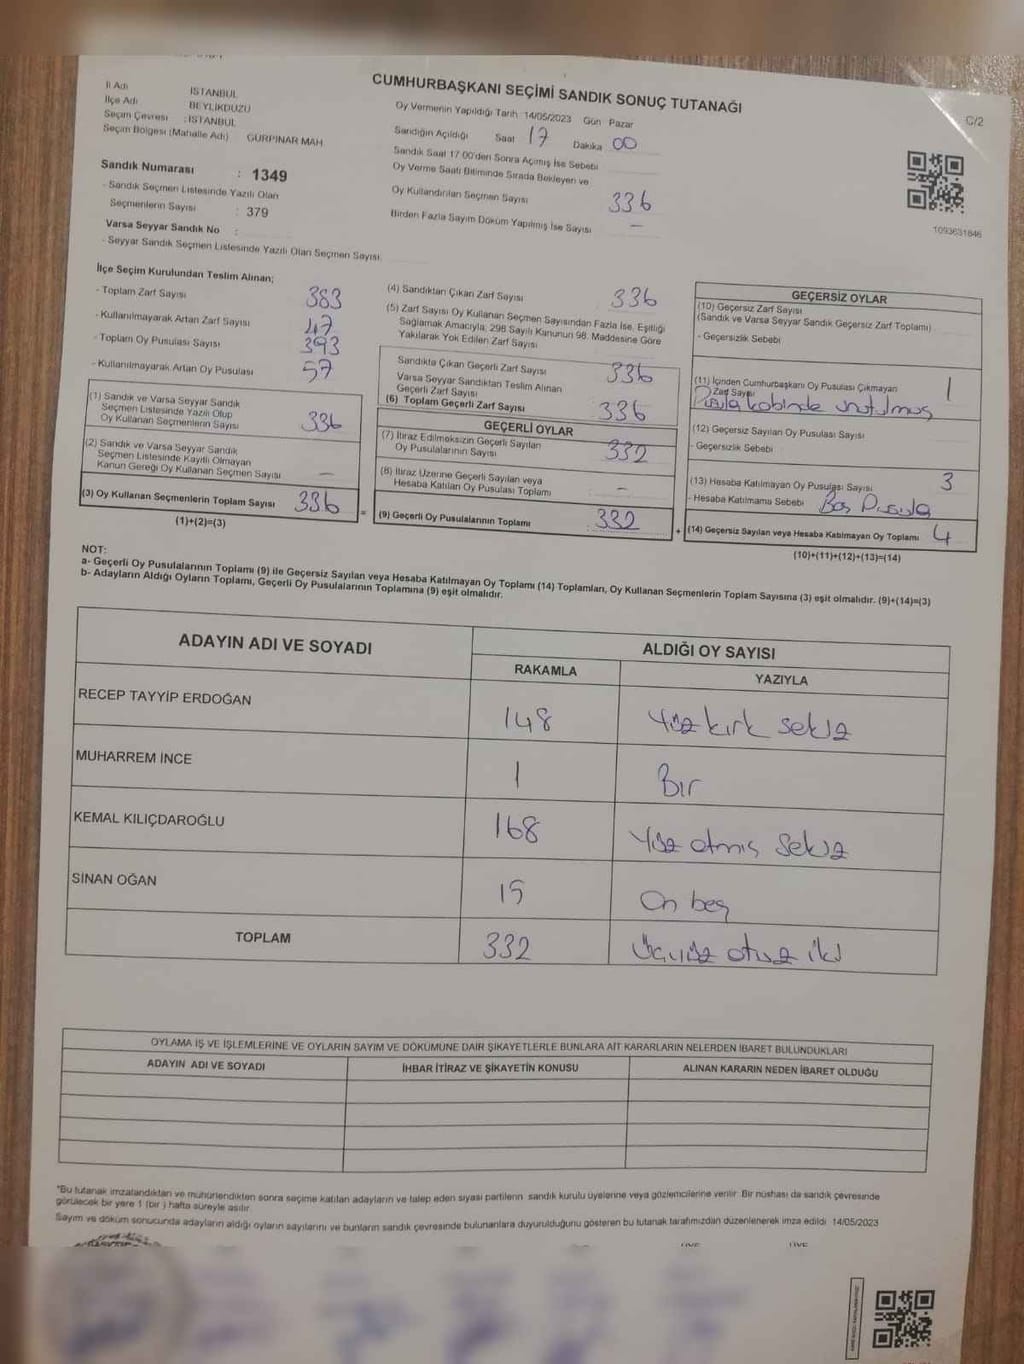 CUMHURBAŞKANI SEÇİMİ SANDIK SONUÇ TUTANAĞI
C/2
İl Adı İSTANBUL
İlçe Adı BEYLİKDÜZÜ
Seçim Çevresi : İSTANBUL
Seçim Bölgesi (Mahalle Adı) GÜRPINAR MAH
Sandık Numarası : 1349
- Sandık Seçmen Listesinde Yazılı Olan
Seçmenlerin Sayısı : 379
Varsa Seyyar Sandık No :
- Seyyar Sandık Seçmen Listesinde Yazılı Olan Seçmen Sayısı:
Oy Vermenin Yapıldığı Tarih 14/05/2023 Gün Pazar
Sandığın Açıldığı Saat 17 Dakika 00
Sandık Saat 17 00'den Sonra Açımış İse Sebebi
Oy Verme Saati Bitiminde Sırada Bekleyen ve
Oy Kullandırılan Seçmen Sayısı 336
Birden Fazla Sayım Döküm Yapılmış İse Sayısı -
1093631846
İlçe Seçim Kurulundan Teslim Alınan;
- Toplam Zarf Sayısı 383
- Kullanılmayarak Artan Zarf Sayısı 47
- Toplam Oy Pusulası Sayısı 393
- Kullanılmayarak Artan Oy Pusulası 57
(1) Sandık ve Varsa Seyyar Sandık
Seçmen Listesinde Yazılı Olup
Oy Kullanan Seçmenlerin Sayısı 336
(2) Sandık ve Varsa Seyyar Sandık
Seçmen Listesinde Kayıtlı Olmayan
Kanun Gereği Oy Kullanan Seçmen Sayısı -
(3) Oy Kullanan Seçmenlerin Toplam Sayısı 336 =
(1)+(2)=(3)
(4) Sandıktan Çıkan Zarf Sayısı 336
(5) Zarf Sayısı Oy Kullanan Seçmen Sayısından Fazla İse, Eşitliği
Sağlamak Amacıyla; 298 Sayılı Kanunun 98. Maddesine Göre
Yakılarak Yok Edilen Zarf Sayısı
Sandıkta Çıkan Geçerli Zarf Sayısı 336
Varsa Seyyar Sandıktan Teslim Alınan
Geçerli Zarf Sayısı
(6) Toplam Geçerli Zarf Sayısı 336
GEÇERLİ OYLAR
(7) İtiraz Edilmeksizin Geçerli Sayılan
Oy Pusulalarının Sayısı 332
(8) İtiraz Üzerine Geçerli Sayılan veya
Hesaba Katılan Oy Pusulası Toplamı -
(9) Geçerli Oy Pusulalarının Toplamı 332 +
GEÇERSİZ OYLAR
(10) Geçersiz Zarf Sayısı
(Sandık ve Varsa Seyyar Sandık Geçersiz Zarf Toplamı)
- Geçersizlik Sebebi
(11) İçinden Cumhurbaşkanı Oy Pusulası Çıkmayan
Zarf Sayısı 1
Pusula kabinde unutulmuş
(12) Geçersiz Sayılan Oy Pusulası Sayısı
- Geçersizlik Sebebi
(13) Hesaba Katılmayan Oy Pusulası Sayısı 3
- Hesaba Katılmama Sebebi Boş Pusula
(14) Geçersiz Sayılan veya Hesaba Katılmayan Oy Toplamı 4
(10)+(11)+(12)+(13)=(14)
NOT:
a- Geçerli Oy Pusulalarının Toplamı (9) ile Geçersiz Sayılan veya Hesaba Katılmayan Oy Toplamı (14) Toplamları, Oy Kullanan Seçmenlerin Toplam Sayısına (3) eşit olmalıdır. (9)+(14)=(3)
b- Adayların Aldığı Oyların Toplamı, Geçerli Oy Pusulalarının Toplamına (9) eşit olmalıdır.
ADAYIN ADI VE SOYADI ALDIĞI OY SAYISI
RAKAMLA YAZIYLA
RECEP TAYYİP ERDOĞAN 148 Yüz kırk sekiz
MUHARREM İNCE 1 Bir
KEMAL KILIÇDAROĞLU 168 Yüz atmış sekiz
SİNAN OĞAN 15 On beş
TOPLAM 332 Üçyüz otuz iki
OYLAMA İŞ VE İŞLEMLERİNE VE OYLARIN SAYIM VE DÖKÜMÜNE DAİR ŞİKAYETLERLE BUNLARA AİT KARARLARIN NELERDEN İBARET BULUNDUKLARI
ADAYIN ADI VE SOYADI İHBAR İTİRAZ VE ŞİKAYETİN KONUSU ALINAN KARARIN NEDEN İBARET OLDUĞU
*Bu tutanak imzalandıktan ve mühürlendikten sonra seçime katılan adayların ve talep eden siyasi partilerin sandık kurulu üyelerine veya gözlemcilerine verilir. Bir nüshası da sandık çevresinde
görülecek bir yere 1 (bir ) hafta süreyle asılır.
Sayım ve döküm sonucunda adayların aldığı oyların sayılarını ve bunların sandık çevresinde bulunanlara duyurulduğunu gösteren bu tutanak tarafımızdan düzenlenerek imza edildi 14/05/2023
ÜYE ÜYE